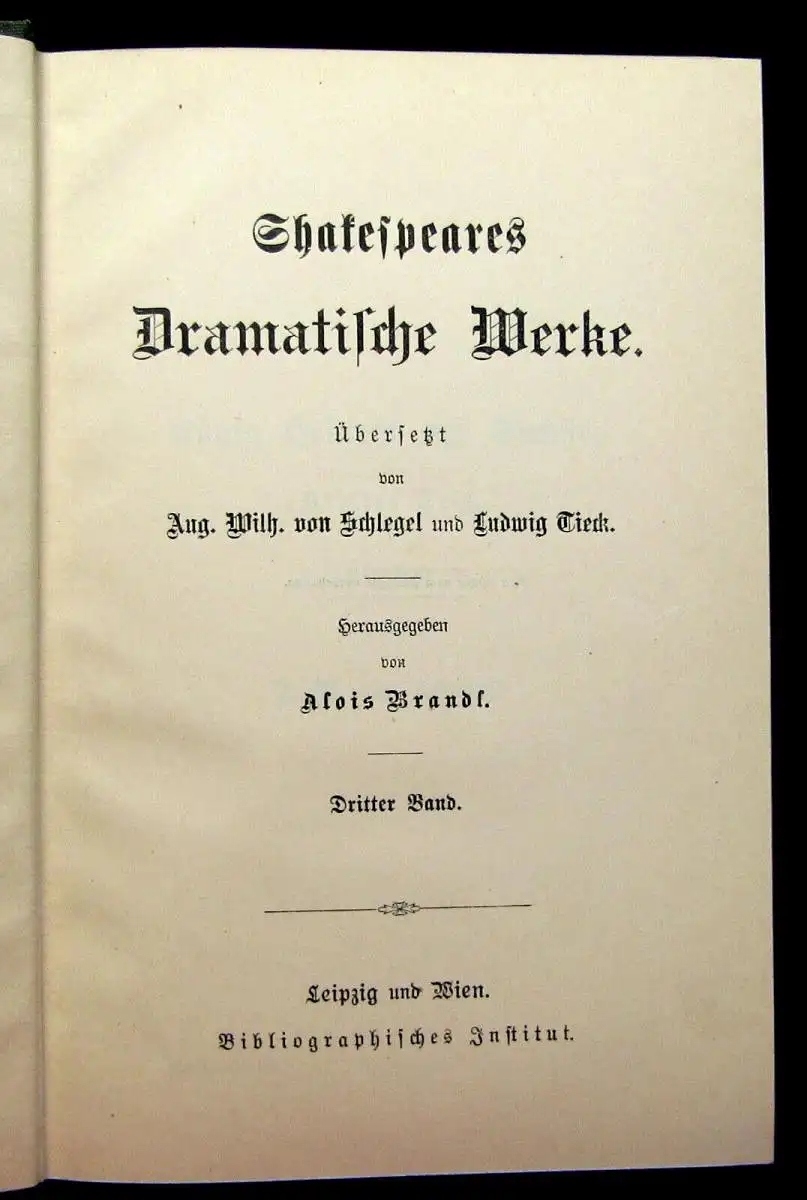 Shakeſpeares
Dramatiſche Werke.
Überſetzt
von
Aug. Wilh. von Schlegel und Ludwig Tieck.
Herausgegeben
von
Alois Brandl.
Dritter Band.
Leipzig und Wien.
Bibliographiſches Inſtitut.